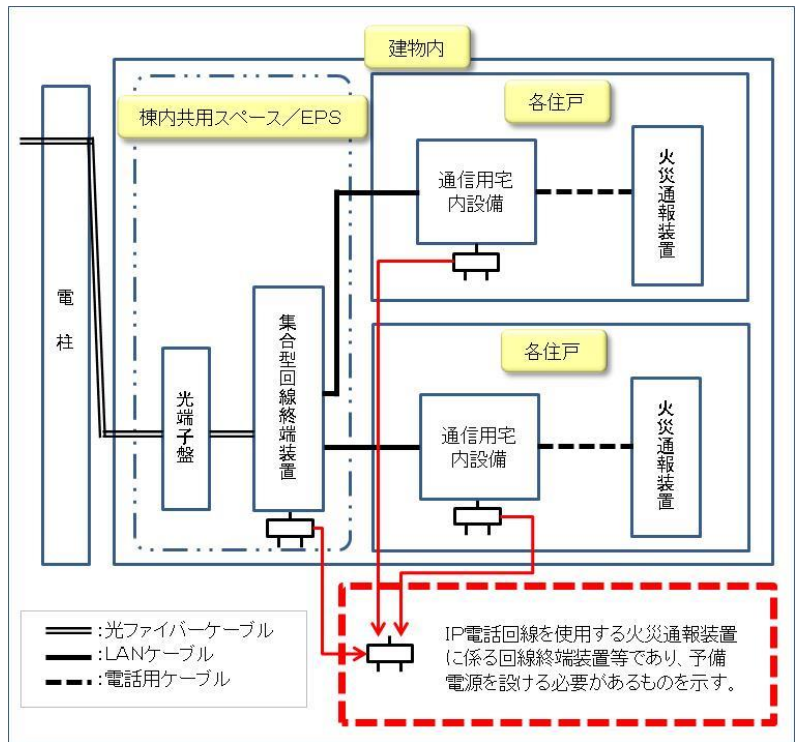 建物内
棟内共用スペース／EPS
各住戸
通信用宅
内設備
火災通報装置
電柱
集合型回線終端装置
光端子盤
各住戸
通信用宅
内設備
火災通報装置
:光ファイバーケーブル
:LANケーブル
:電話用ケーブル
IP電話回線を使用する火災通報装置
に係る回線終端装置等であり、予備
電源を設ける必要があるものを示す。